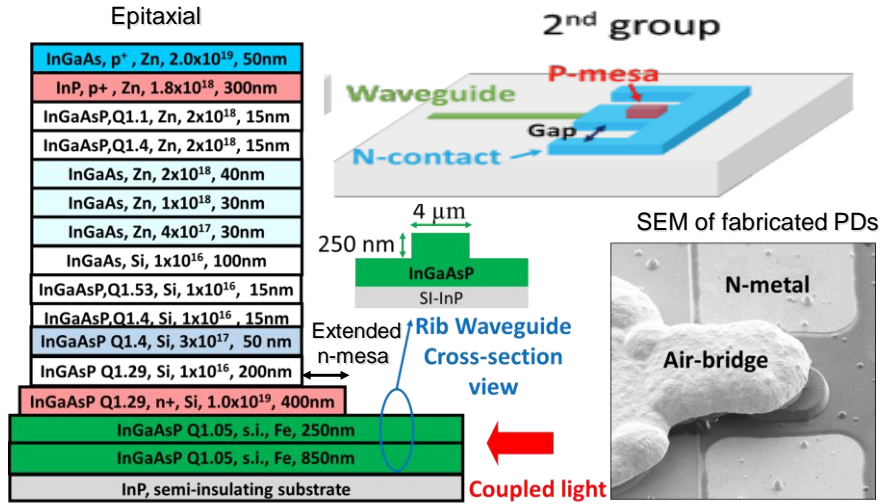 Epitaxial
InGaAs, p⁺ , Zn, 2.0x10¹⁹, 50nm
InP, p+ , Zn, 1.8x10¹⁸, 300nm
InGaAsP,Q1.1, Zn, 2x10¹⁸, 15nm
InGaAsP,Q1.4, Zn, 2x10¹⁸, 15nm
InGaAs, Zn, 2x10¹⁸, 40nm
InGaAs, Zn, 1x10¹⁸, 30nm
InGaAs, Zn, 4x10¹⁷, 30nm
InGaAs, Si, 1x10¹⁶, 100nm
InGaAsP,Q1.53, Si, 1x10¹⁶, 15nm
InGaAsP,Q1.4, Si, 1x10¹⁶, 15nm
InGaAsP Q1.4, Si, 3x10¹⁷, 50 nm
InGaAsP Q1.29, Si, 1x10¹⁶, 200nm
InGaAsP Q1.29, n+, Si, 1.0x10¹⁹, 400nm
InGaAsP Q1.05, s.i., Fe, 250nm
InGaAsP Q1.05, s.i., Fe, 850nm
InP, semi-insulating substrate
Extended
n-mesa
2ⁿᵈ group
P-mesa
Waveguide
Gap
N-contact
4 μm
250 nm
InGaAsP
SI-InP
Rib Waveguide
Cross-section
view
Coupled light
SEM of fabricated PDs
N-metal
Air-bridge